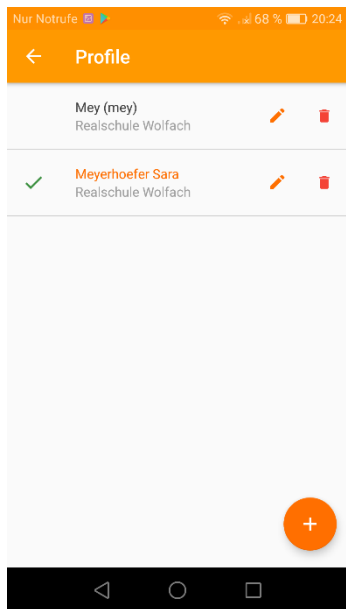 Nur Notrufe 68 % 20:24
Profile
Mey (mey)
Realschule Wolfach
Meyerhoefer Sara
Realschule Wolfach